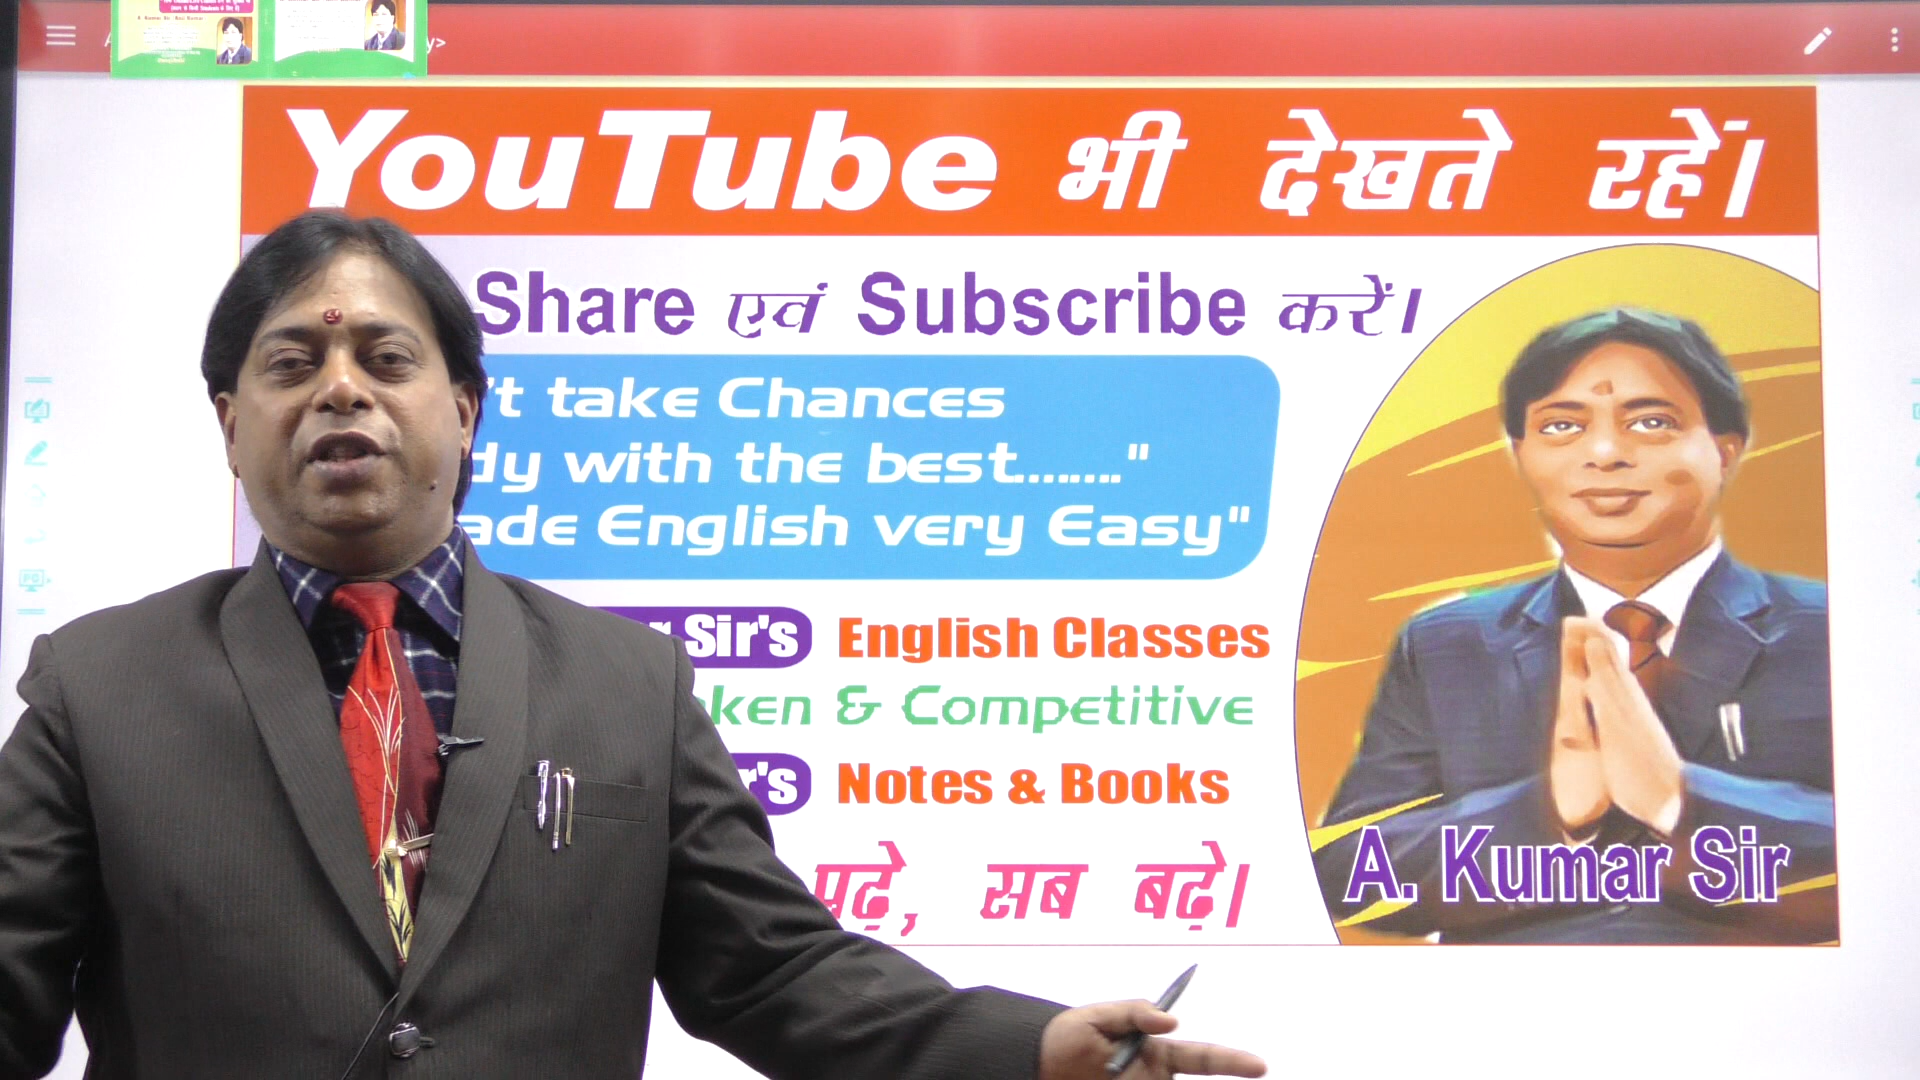 y>
YouTube भी देखते रहें।
Share एवं Subscribe करें।
't take Chances
dy with the best......."
ade English very Easy"
r Sir's English Classes
ken & Competitive
r's Notes & Books
पढ़े, सब बढ़े।
A. Kumar Sir